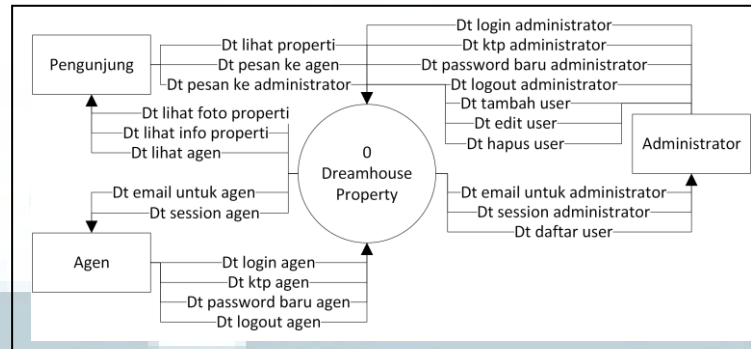 Pengunjung
Dt lihat properti
Dt pesan ke agen
Dt pesan ke administrator
Dt login administrator
Dt ktp administrator
Dt password baru administrator
Dt logout administrator
Dt tambah user
Dt edit user
Dt hapus user
Administrator
Dt lihat foto properti
Dt lihat info properti
Dt lihat agen
0
Dreamhouse
Property
Dt email untuk agen
Dt session agen
Dt email untuk administrator
Dt session administrator
Dt daftar user
Agen
Dt login agen
Dt ktp agen
Dt password baru agen
Dt logout agen